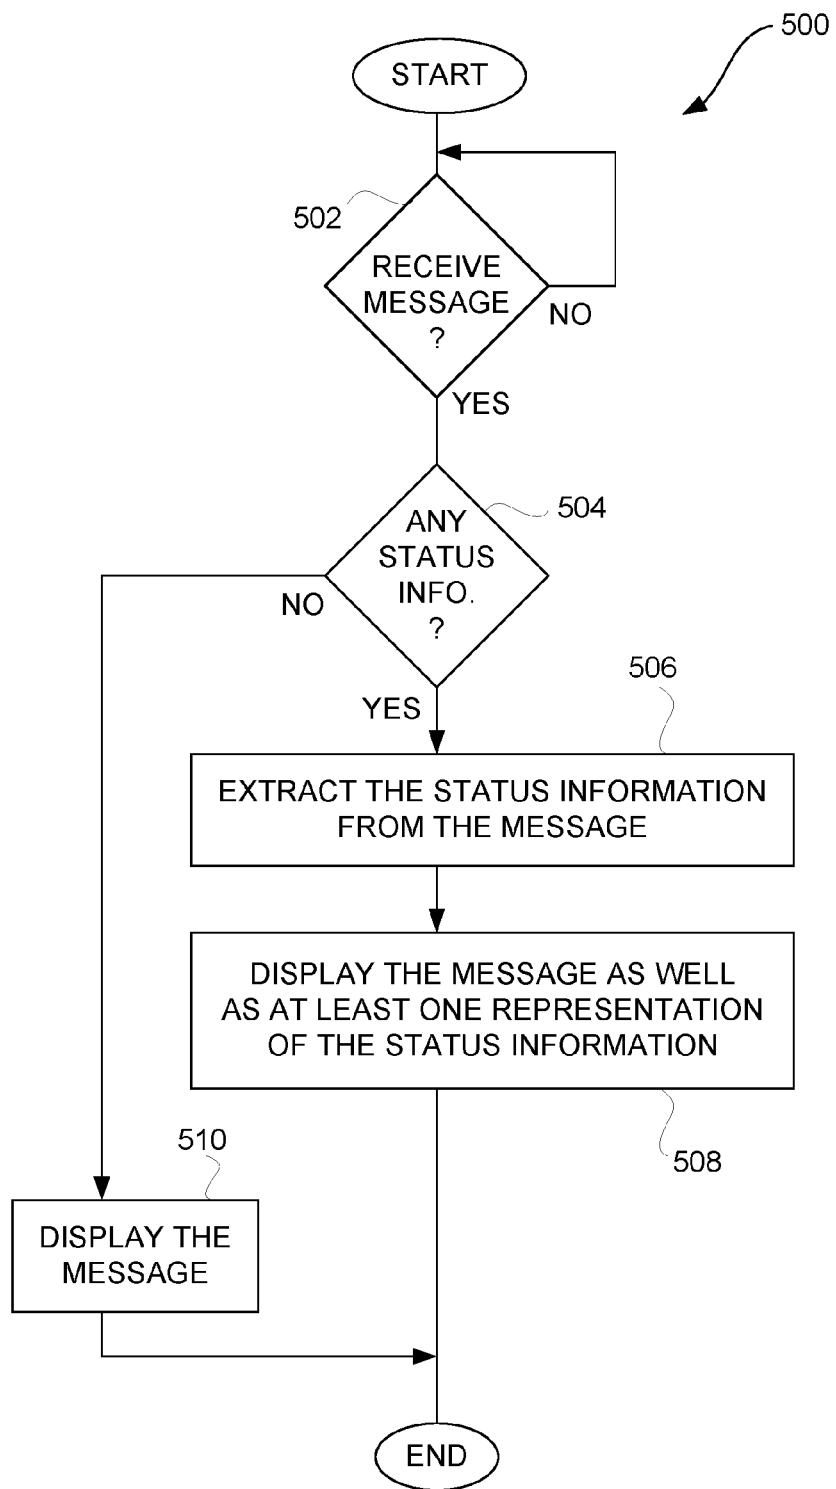 500
START
502
RECEIVE
MESSAGE
?
NO
YES
504
ANY
STATUS
INFO.
?
NO
YES
506
EXTRACT THE STATUS INFORMATION
FROM THE MESSAGE
DISPLAY THE MESSAGE AS WELL
AS AT LEAST ONE REPRESENTATION
OF THE STATUS INFORMATION
508
510
DISPLAY THE
MESSAGE
END